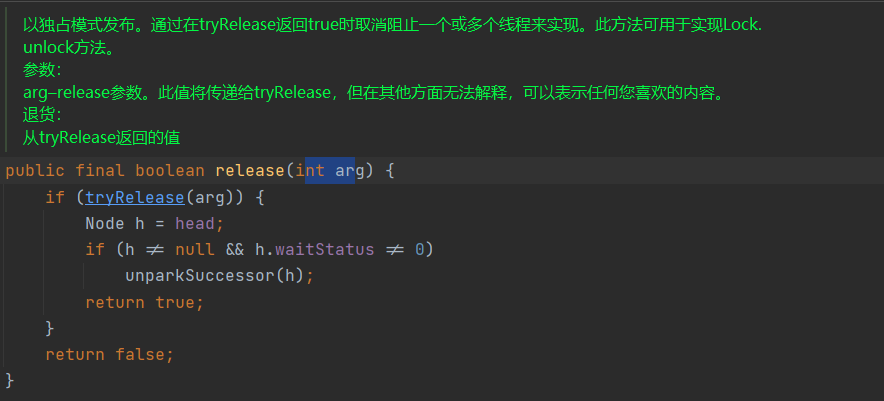 以独占模式发布。通过在tryRelease返回true时取消阻止一个或多个线程来实现。此方法可用于实现Lock.
unlock方法。
参数：
arg–release参数。此值将传递给tryRelease，但在其他方面无法解释，可以表示任何您喜欢的内容。
退货：
从tryRelease返回的值
public final boolean release(int arg) {
    if (tryRelease(arg)) {
        Node h = head;
        if (h ≠ null && h.waitStatus ≠ 0)
            unparkSuccessor(h);
        return true;
    }
    return false;
}